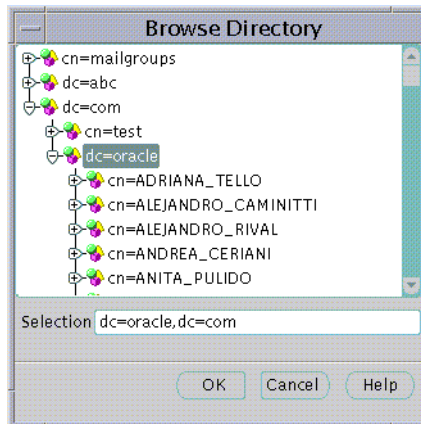 Browse Directory
cn=mailgroups
dc=abc
dc=com
cn=test
dc=oracle
cn=ADRIANA_TELLO
cn=ALEJANDRO_CAMINITTI
cn=ALEJANDRO_RIVAL
cn=ANDREA_CERIANI
cn=ANITA_PULIDO
Selection dc=oracle,dc=com
OK Cancel Help